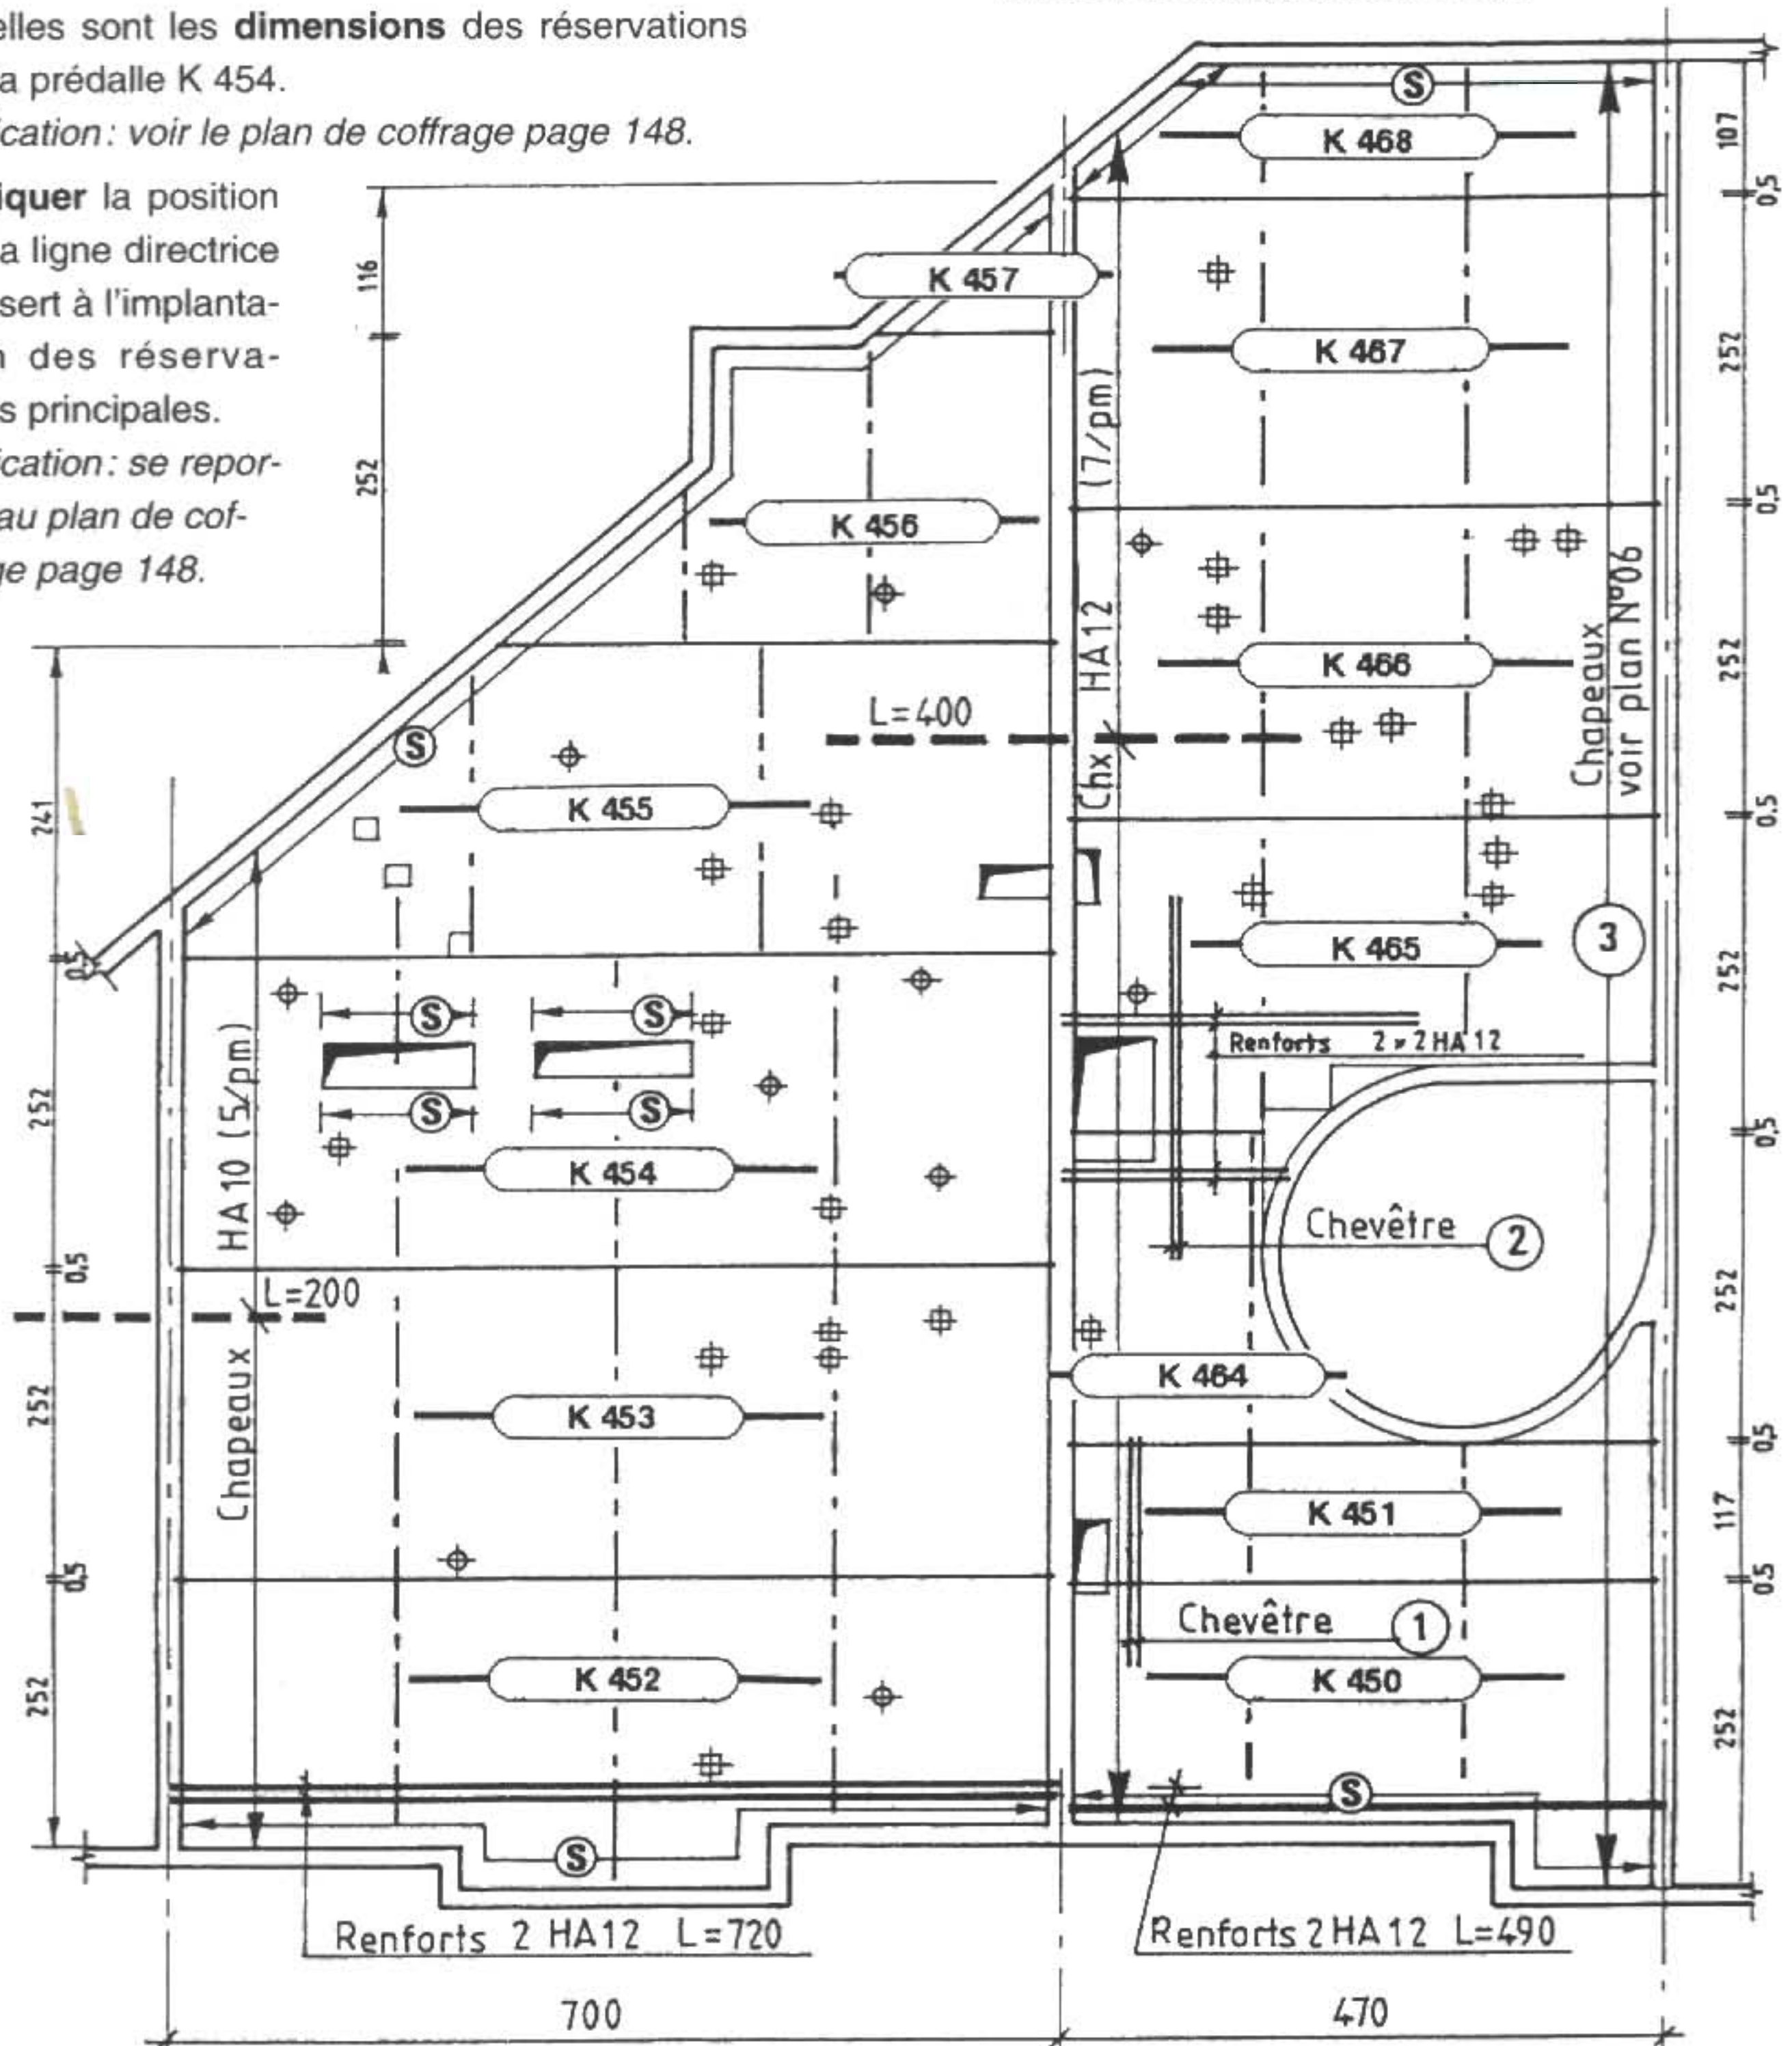 elles sont les dimensions des réservations
a prédalle K 454.
ication : voir le plan de coffrage page 148.
iquer la position
a ligne directrice
sert à l'implanta-
n des réserva-
s principales.
ication : se repor-
au plan de cof-
ge page 148.
S
K 468
107
0,5
K 457
116
K 467
252
(7/pm)
252
K 456
0,5
HA 12
K 466
252
Chapeaux
voir plan N°06
L=400
S
Chx
K 455
241
0,5
K 465
3
252
0,5
S
S
Renforts 2×2 HA 12
S
S
252
HA 10 (5/pm)
K 454
0,5
Chevêtre
2
252
0,5
L=200
K 464
252
Chapeaux
K 453
0,5
K 451
117
0,5
0,5
Chevêtre
1
K 452
K 450
252
252
S
S
Renforts 2 HA12 L=720
Renforts 2 HA 12 L=490
700
470